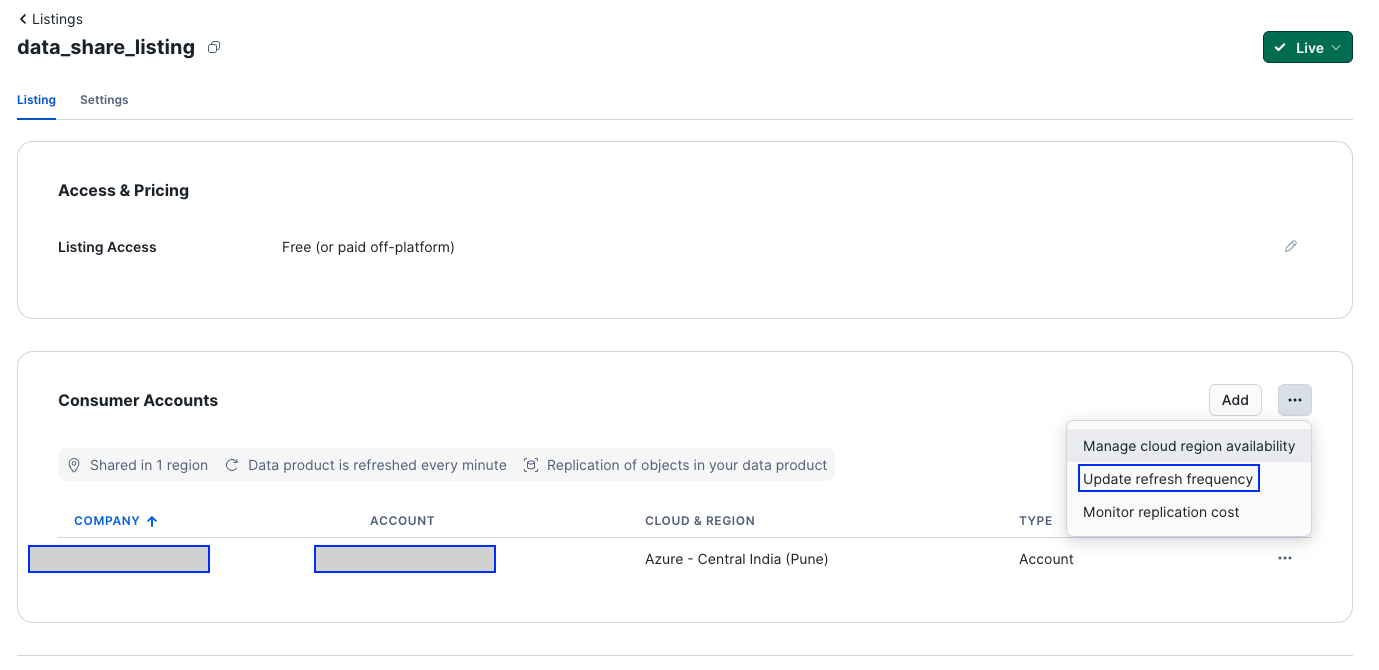 Listings
data_share_listing
Live
Listing Settings
Access & Pricing
Listing Access Free (or paid off-platform)
Consumer Accounts Add
Manage cloud region availability
Shared in 1 region Data product is refreshed every minute Replication of objects in your data product
Update refresh frequency
Monitor replication cost
COMPANY ACCOUNT CLOUD & REGION TYPE
Azure - Central India (Pune) Account